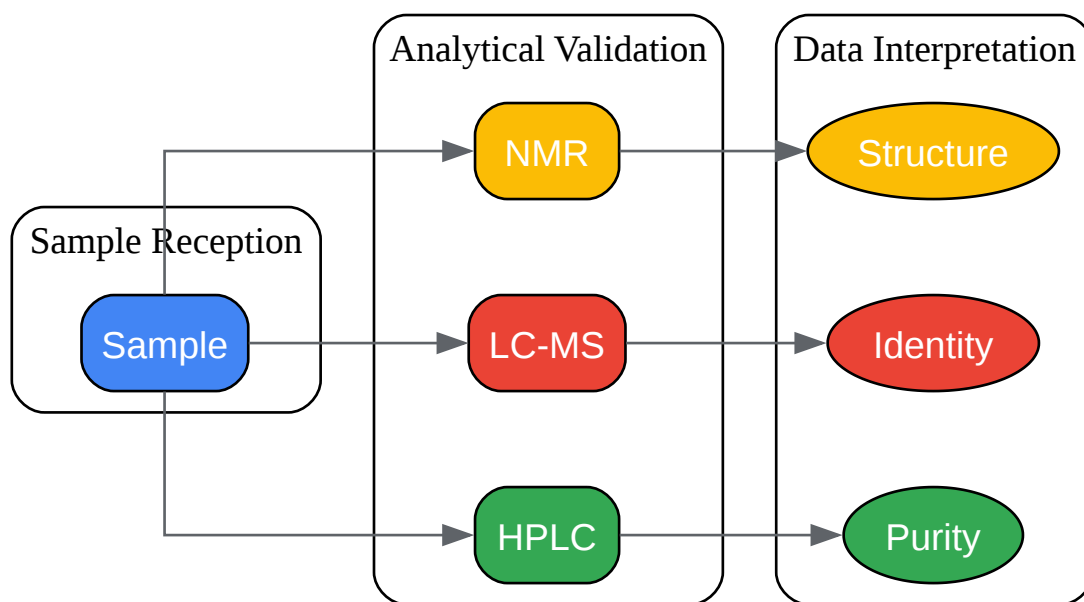 Analytical Validation
Data Interpretation
NMR
Structure
Sample Reception
Sample
LC-MS
Identity
HPLC
Purity